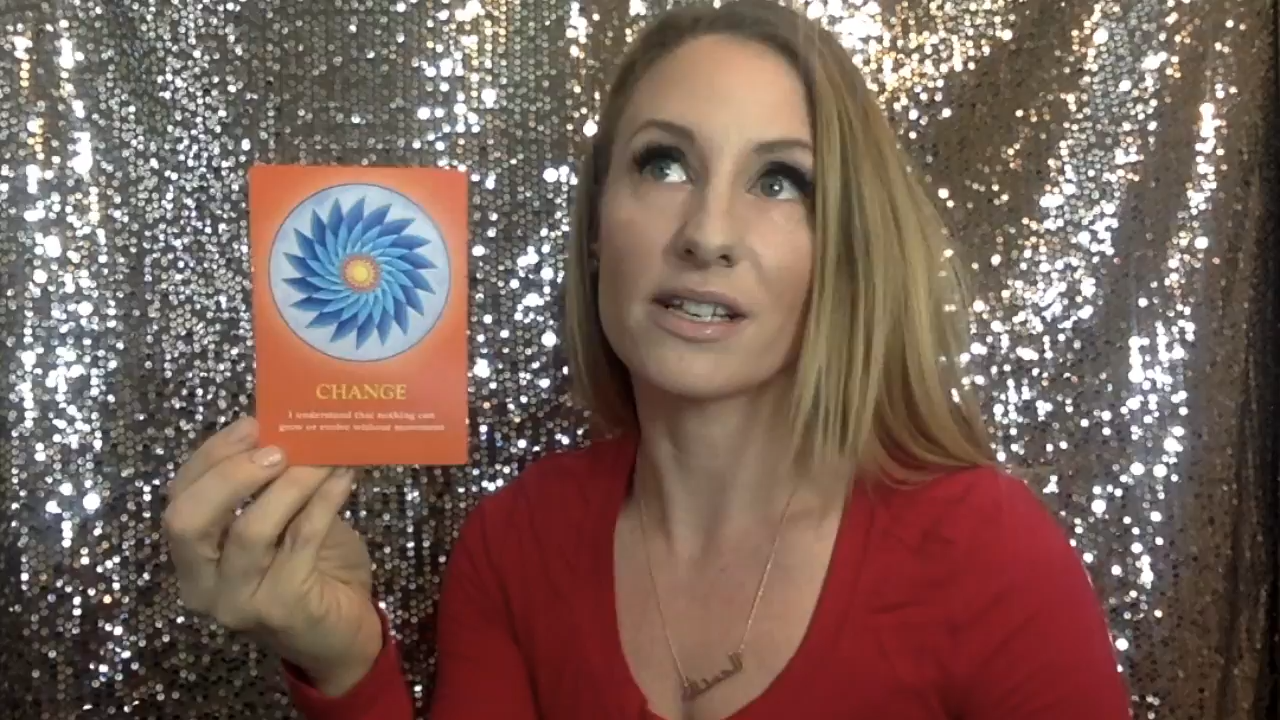 CHANGE
I understand that nothing can
grow or evolve without movement